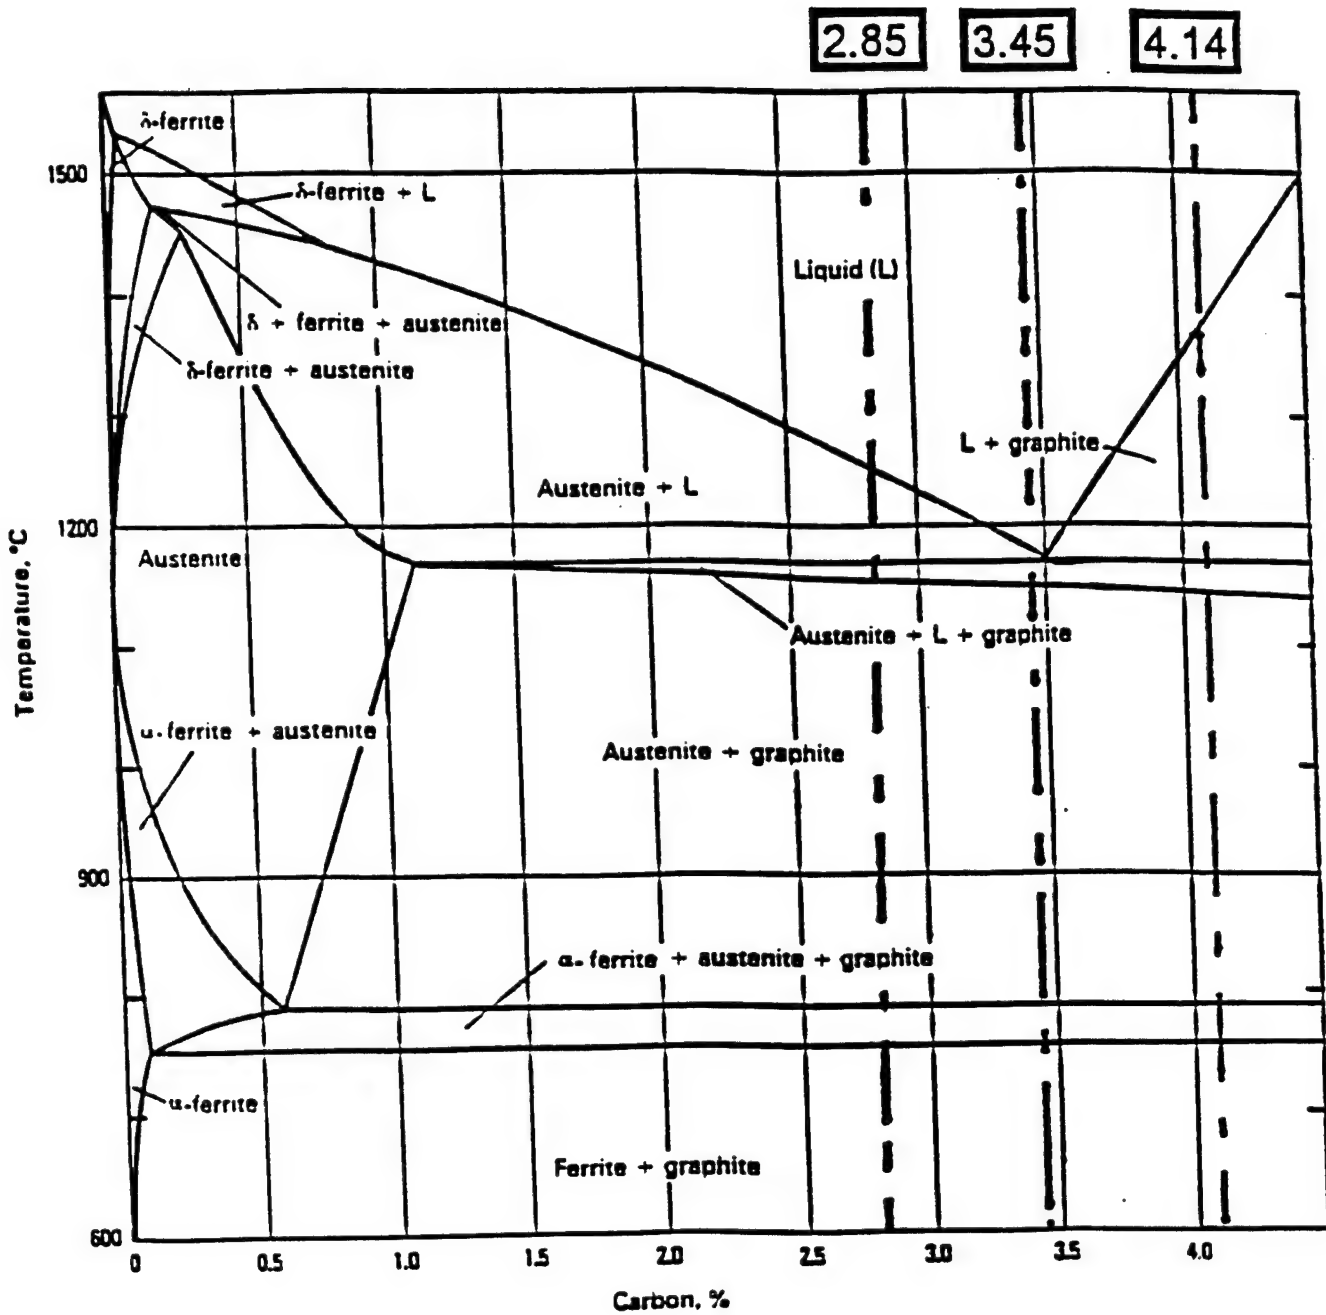 2.85 3.45 4.14
δ-ferrite
1500
δ-ferrite + L
Liquid (L)
δ + ferrite + austenite
δ-ferrite + austenite
L + graphite
Austenite + L
1200
Austenite
Austenite + L + graphite
Temperature, °C
α-ferrite + austenite
Austenite + graphite
900
α-ferrite + austenite + graphite
α-ferrite
Ferrite + graphite
600
0 0.5 1.0 1.5 2.0 2.5 3.0 3.5 4.0
Carbon, %